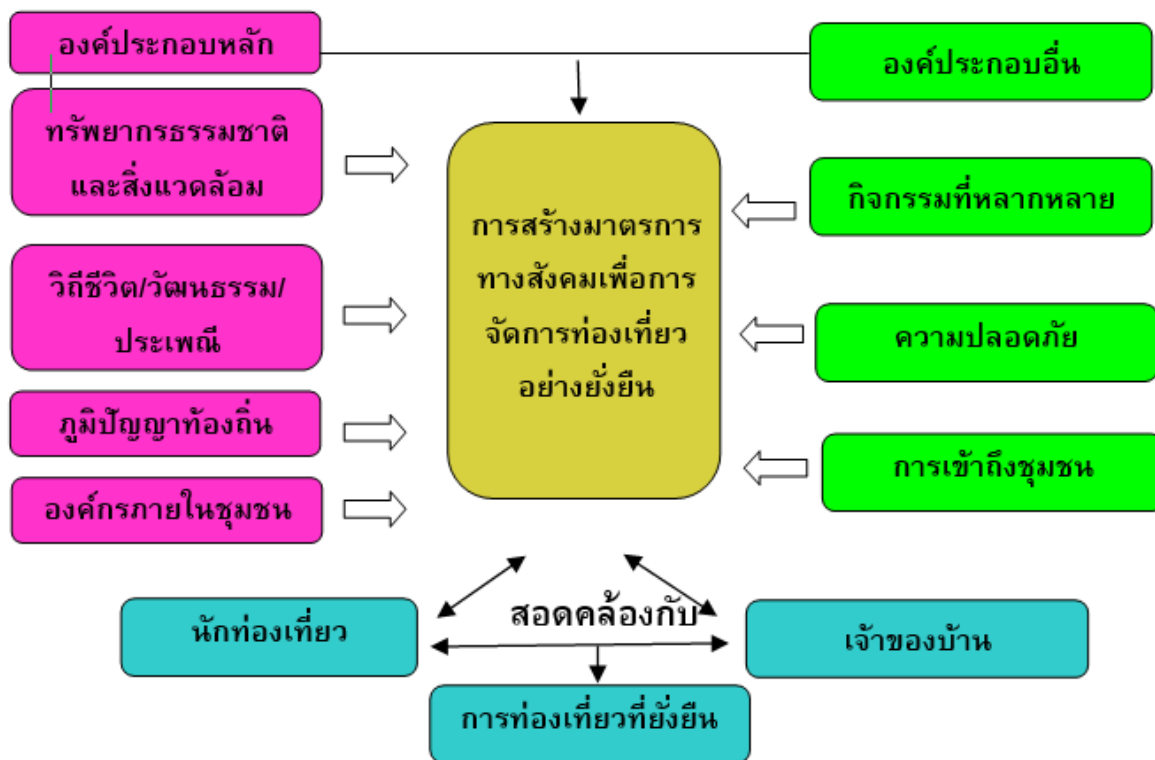 องค์ประกอบหลัก
องค์ประกอบอื่น
ทรัพยากรธรรมชาติ
และสิ่งแวดล้อม
วิถีชีวิต/วัฒนธรรม/
ประเพณี
ภูมิปัญญาท้องถิ่น
องค์กรภายในชุมชน
การสร้างมาตรการ
ทางสังคมเพื่อการ
จัดการท่องเที่ยว
อย่างยั่งยืน
กิจกรรมที่หลากหลาย
ความปลอดภัย
การเข้าถึงชุมชน
นักท่องเที่ยว
สอดคล้องกับ
เจ้าของบ้าน
การท่องเที่ยวที่ยั่งยืน